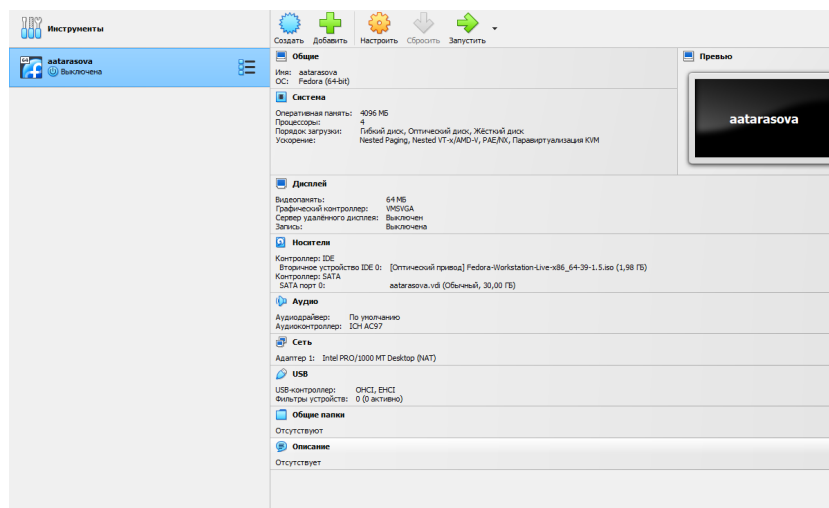 Инструменты
Создать Добавить Настроить Сбросить Запустить
64
aatarasova
Выключена
Общие
Имя: aatarasova
ОС: Fedora (64-bit)
Превью
aatarasova
Система
Оперативная память: 4096 МБ
Процессоры: 4
Порядок загрузки: Гибкий диск, Оптический диск, Жёсткий диск
Ускорение: Nested Paging, Nested VT-x/AMD-V, PAE/NX, Паравиртуализация KVM
Дисплей
Видеопамять: 64 МБ
Графический контроллер: VMSVGA
Сервер удалённого дисплея: Выключен
Запись: Выключена
Носители
Контроллер: IDE
Вторичное устройство IDE 0: [Оптический привод] Fedora-Workstation-Live-x86_64-39-1.5.iso (1,98 ГБ)
Контроллер: SATA
SATA порт 0: aatarasova.vdi (Обычный, 30,00 ГБ)
Аудио
Аудиодрайвер: По умолчанию
Аудиоконтроллер: ICH AC97
Сеть
Адаптер 1: Intel PRO/1000 MT Desktop (NAT)
USB
USB-контроллер: OHCI, EHCI
Фильтры устройств: 0 (0 активно)
Общие папки
Отсутствуют
Описание
Отсутствует